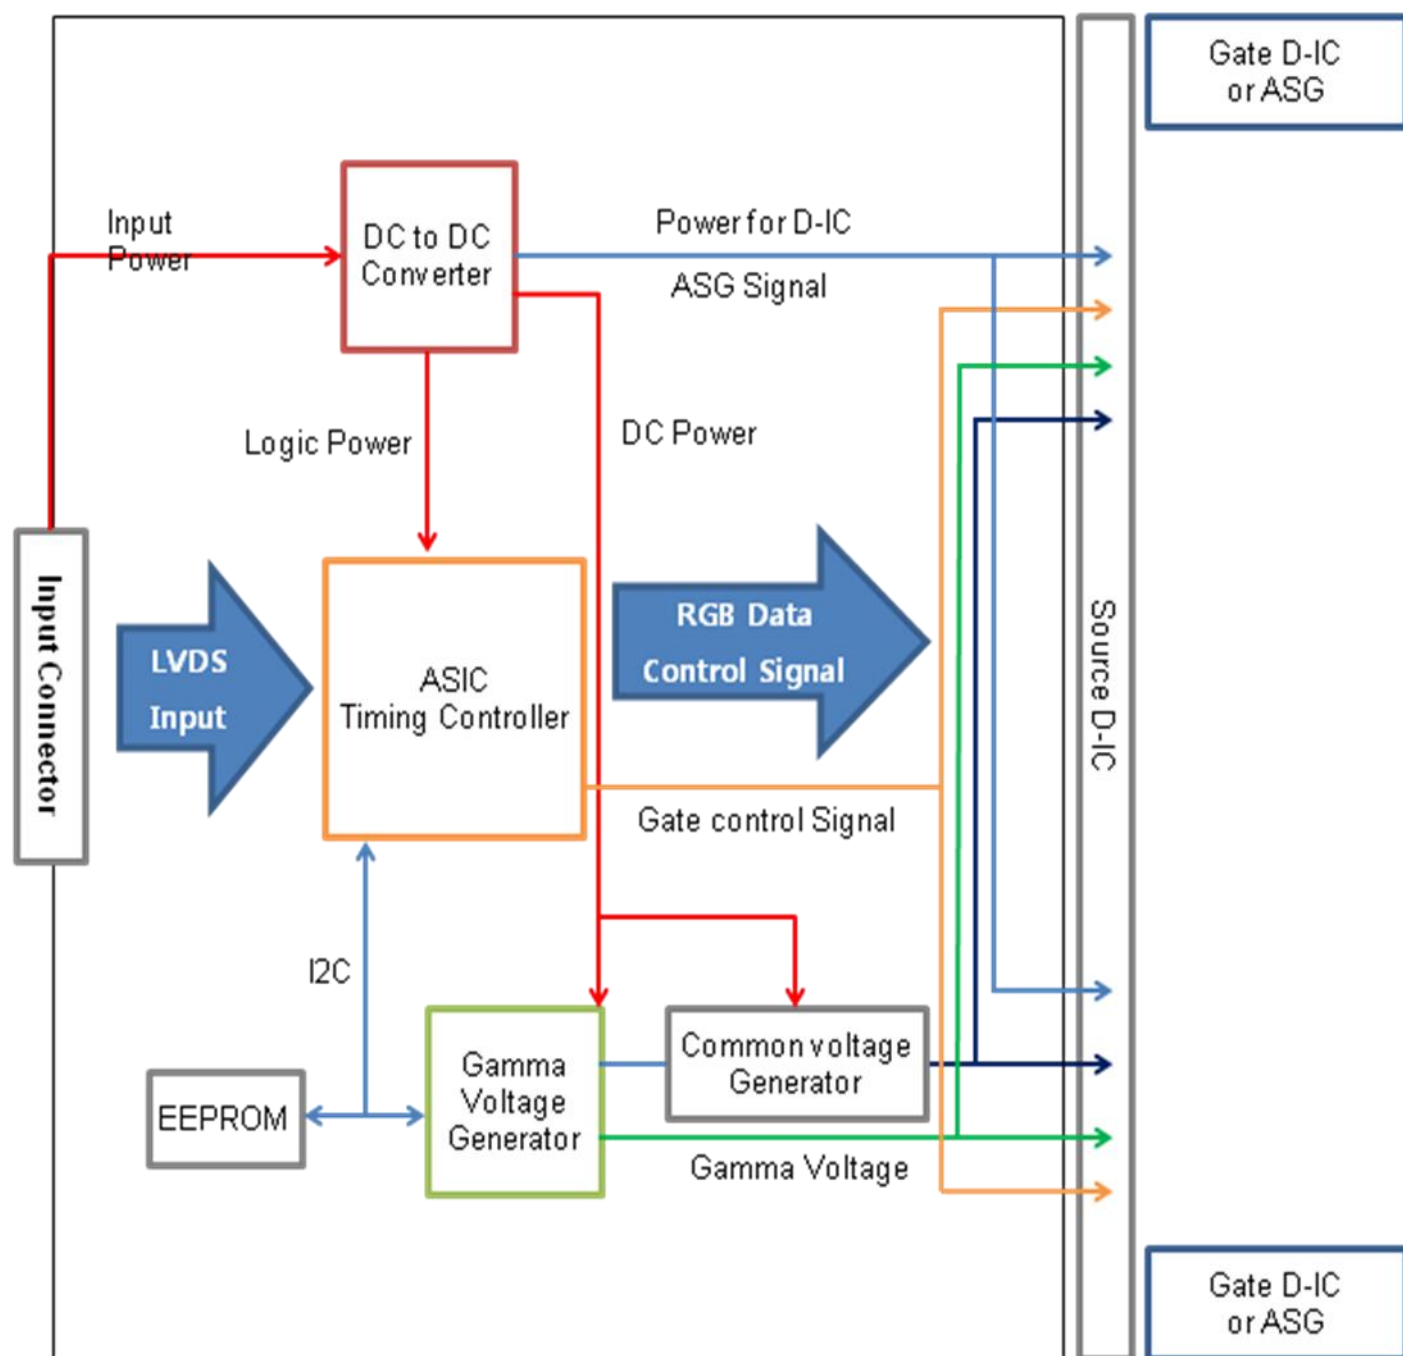 Gate D-IC
or ASG
Input
Power
DC to DC
Converter
Power for D-IC
ASG Signal
Logic Power
DC Power
Input Connector
LVDS
Input
ASIC
Timing Controller
RGB Data
Control Signal
Source D-IC
Gate control Signal
I2C
EEPROM
Gamma
Voltage
Generator
Common voltage
Generator
Gamma Voltage
Gate D-IC
or ASG